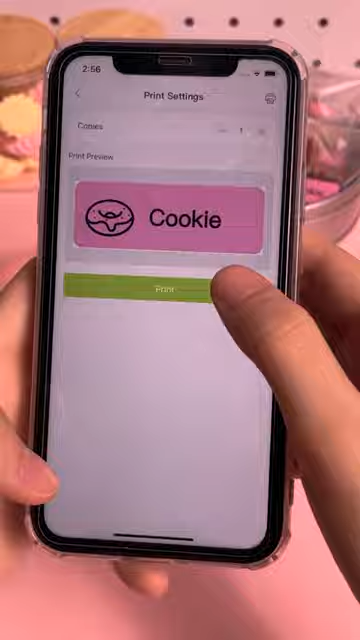 2:56
Print Settings
Copies
1
Print Preview
Cookie
Print